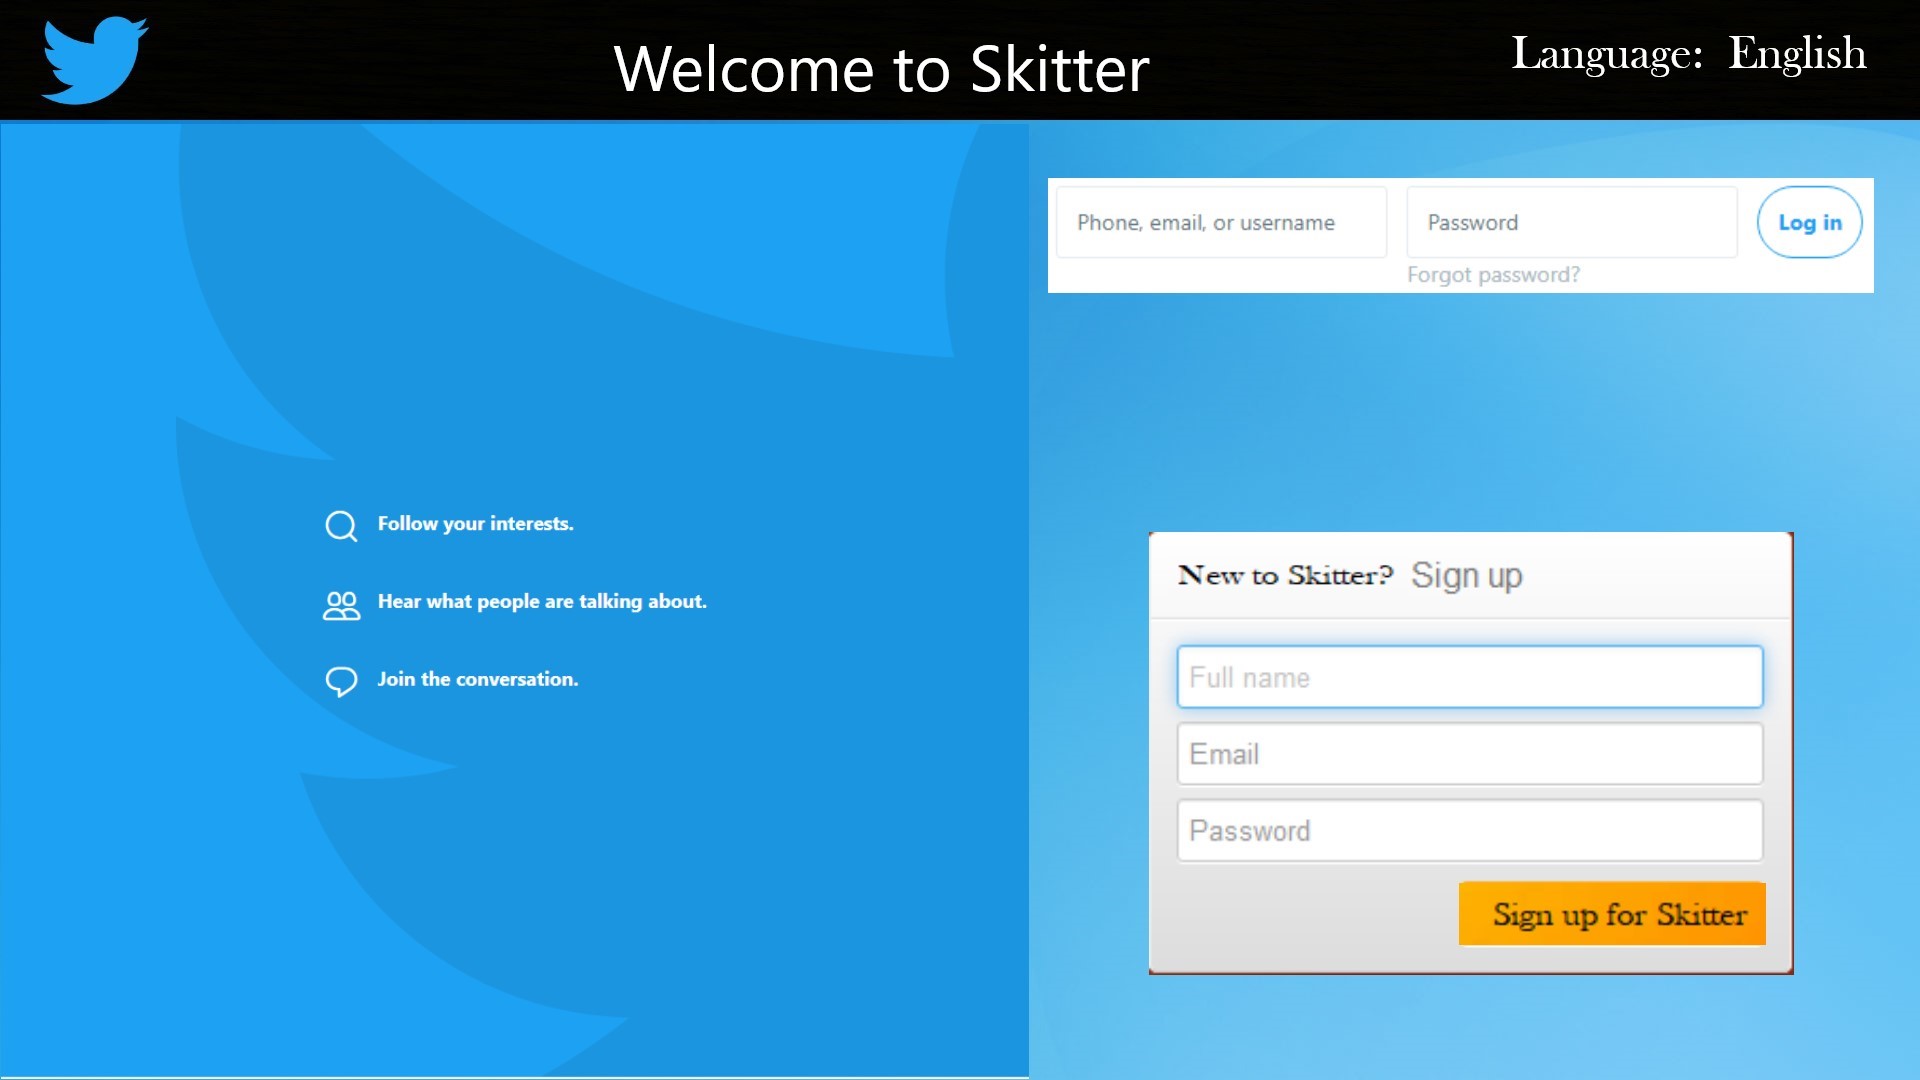 Welcome to Skitter
Language: English
Phone, email, or username
Password
Log in
Forgot password?
Follow your interests.
Hear what people are talking about.
Join the conversation.
New to Skitter? Sign up
Full name
Email
Password
Sign up for Skitter